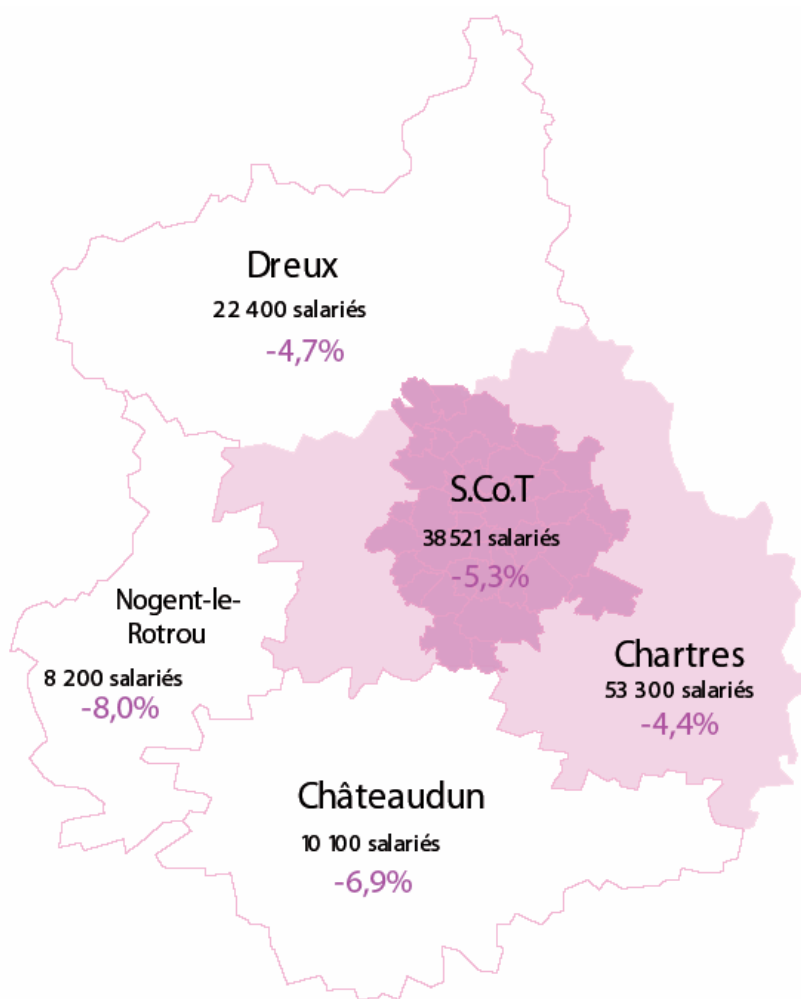 Dreux
22 400 salariés
-4,7%
S.Co.T
38 521 salariés
-5,3%
Nogent-le-
Rotrou
8 200 salariés
-8,0%
Chartres
53 300 salariés
-4,4%
Châteaudun
10 100 salariés
-6,9%